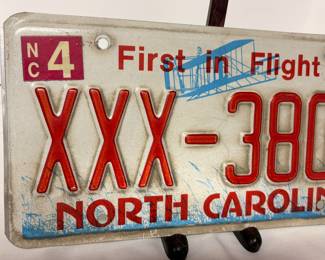 NC 4
First in Flight
XXX-380
NORTH CAROLIN